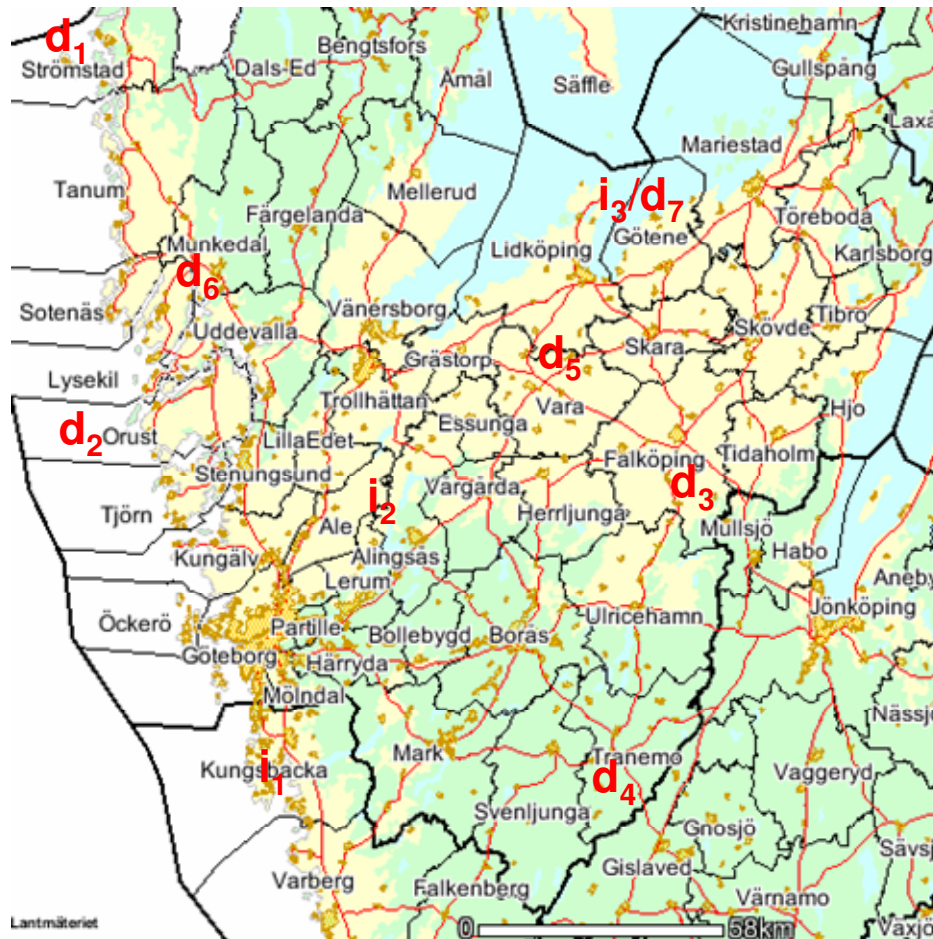 Kristinehamn
d1
Bengtsfors
Strömstad
Dals-Ed
Gullspång
Åmål
Säffle
Laxå
Mariestad
Tanum
Mellerud
i3/d7
Färgelanda
Töreboda
Götene
Munkedal
Lidköping
Karlsborg
d6
Sotenäs
Vänersborg
Tibro
Uddevalla
Skövde
Skara
Grästorp
d5
Lysekil
Trollhättan
Vara
Hjo
Essunga
d2
Orust
LillaEdet
Tidaholm
Falköping
Stenungsund
Vårgårda
d3
i2
Tjörn
Herrljunga
Ale
Mullsjö
Kungälv
Alingsås
Habo
Lerum
Aneby
Jönköping
Öckerö
Partille
Bollebygd
Borås
Ulricehamn
Göteborg
Härryda
Mölndal
Nässjö
Mark
Tranemo
Kungsbacka
i1
d4
Vaggeryd
Svenljunga
Gnosjö
Sävsj
Gislaved
Varberg
Falkenberg
Värnamo
Lantmäteriet
0
58km
Växjö